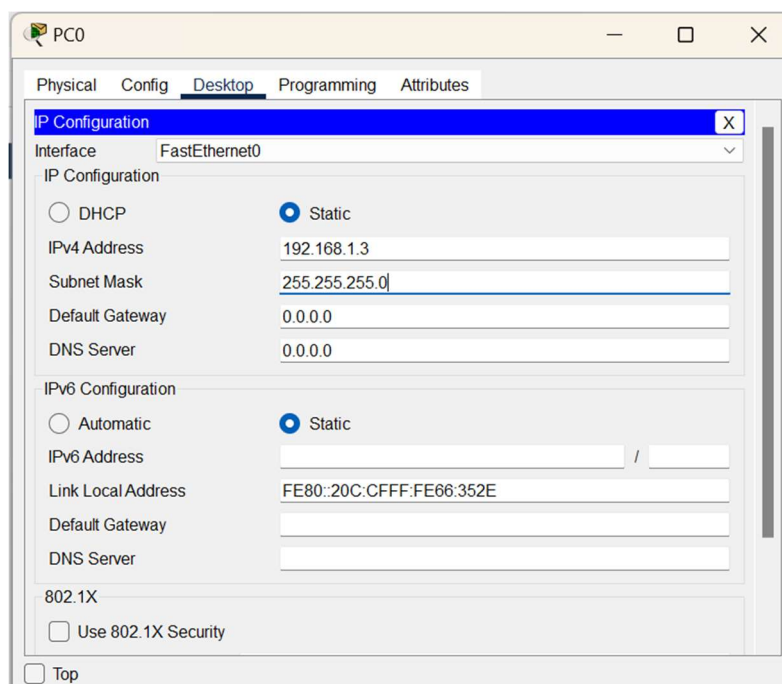 PC0
Physical Config Desktop Programming Attributes
IP Configuration X
Interface FastEthernet0
IP Configuration
DHCP Static
IPv4 Address 192.168.1.3
Subnet Mask 255.255.255.0
Default Gateway 0.0.0.0
DNS Server 0.0.0.0
IPv6 Configuration
Automatic Static
IPv6 Address /
Link Local Address FE80::20C:CFFF:FE66:352E
Default Gateway
DNS Server
802.1X
Use 802.1X Security
Top